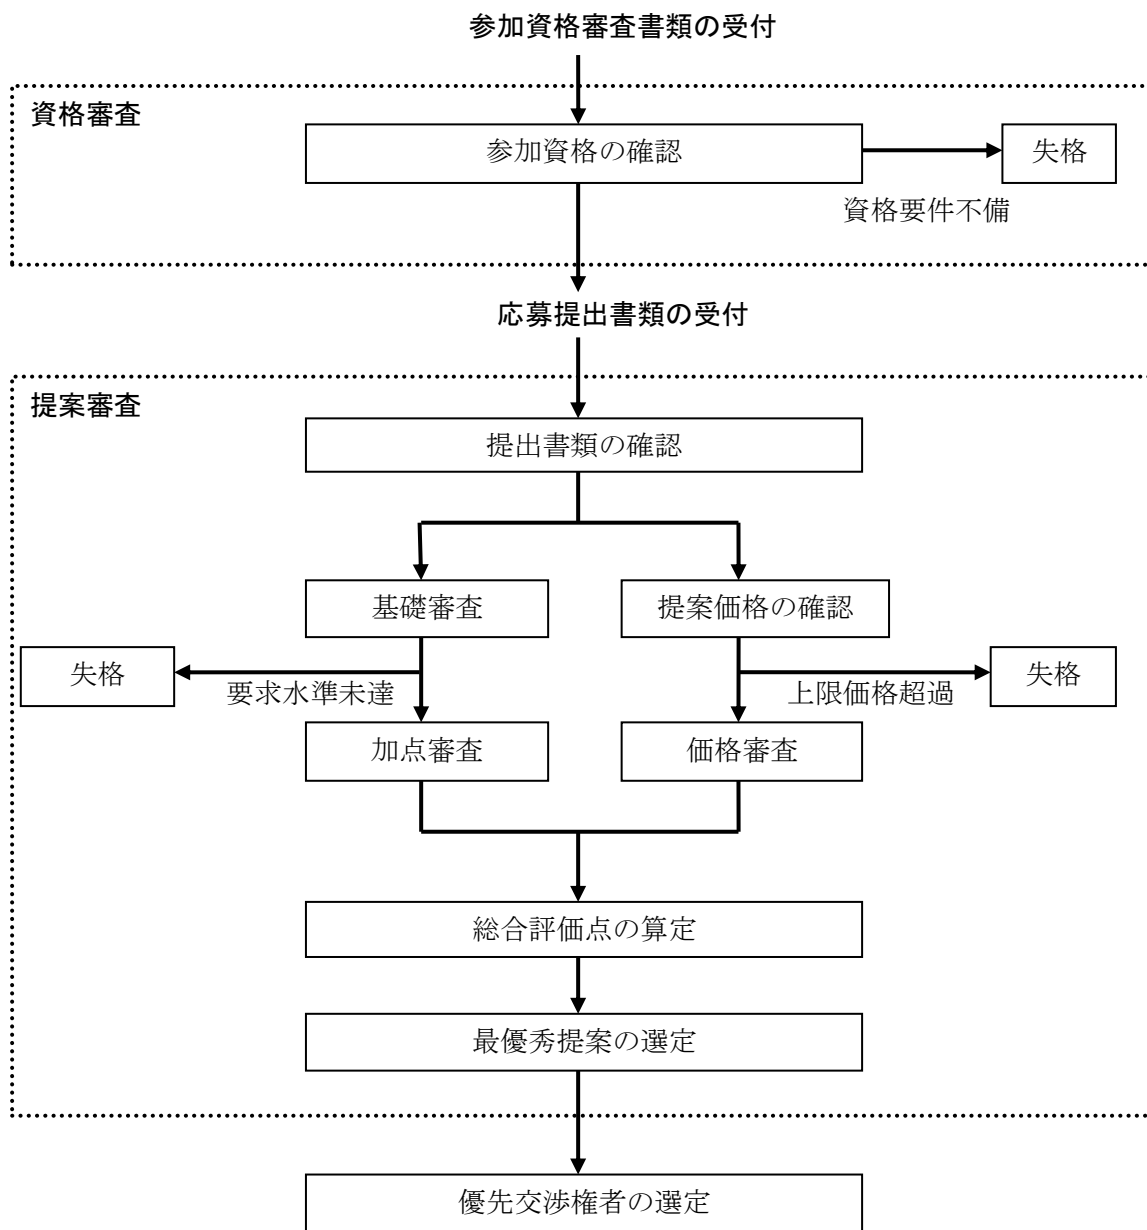 参加資格審査書類の受付
資格審査
参加資格の確認
失格
資格要件不備
応募提出書類の受付
提案審査
提出書類の確認
基礎審査
提案価格の確認
失格
要求水準未達
上限価格超過
失格
加点審査
価格審査
総合評価点の算定
最優秀提案の選定
優先交渉権者の選定